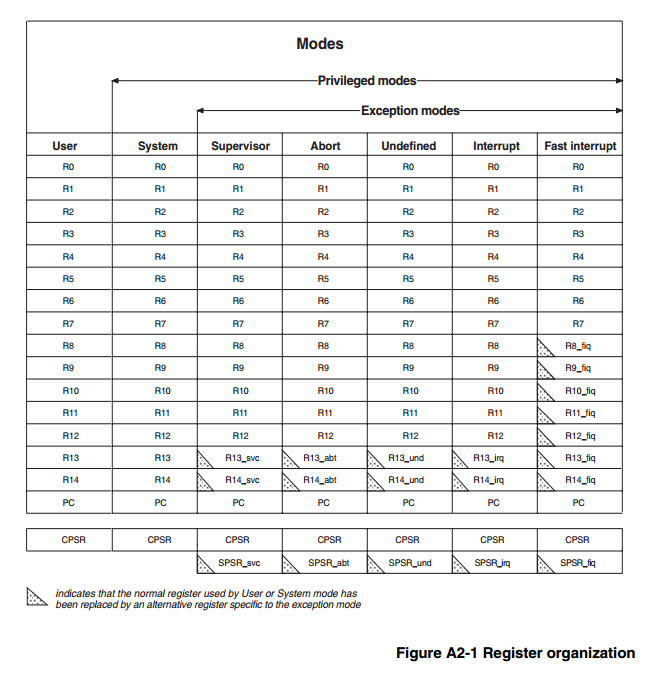 Modes
Privileged modes
Exception modes
User System Supervisor Abort Undefined Interrupt Fast interrupt
R0 R0 R0 R0 R0 R0 R0
R1 R1 R1 R1 R1 R1 R1
R2 R2 R2 R2 R2 R2 R2
R3 R3 R3 R3 R3 R3 R3
R4 R4 R4 R4 R4 R4 R4
R5 R5 R5 R5 R5 R5 R5
R6 R6 R6 R6 R6 R6 R6
R7 R7 R7 R7 R7 R7 R7
R8 R8 R8 R8 R8 R8 R8_fiq
R9 R9 R9 R9 R9 R9 R9_fiq
R10 R10 R10 R10 R10 R10 R10_fiq
R11 R11 R11 R11 R11 R11 R11_fiq
R12 R12 R12 R12 R12 R12 R12_fiq
R13 R13 R13_svc R13_abt R13_und R13_irq R13_fiq
R14 R14 R14_svc R14_abt R14_und R14_irq R14_fiq
PC PC PC PC PC PC PC
CPSR CPSR CPSR CPSR CPSR CPSR CPSR
SPSR_svc SPSR_abt SPSR_und SPSR_irq SPSR_fiq
indicates that the normal register used by User or System mode has
been replaced by an alternative register specific to the exception mode
Figure A2-1 Register organization